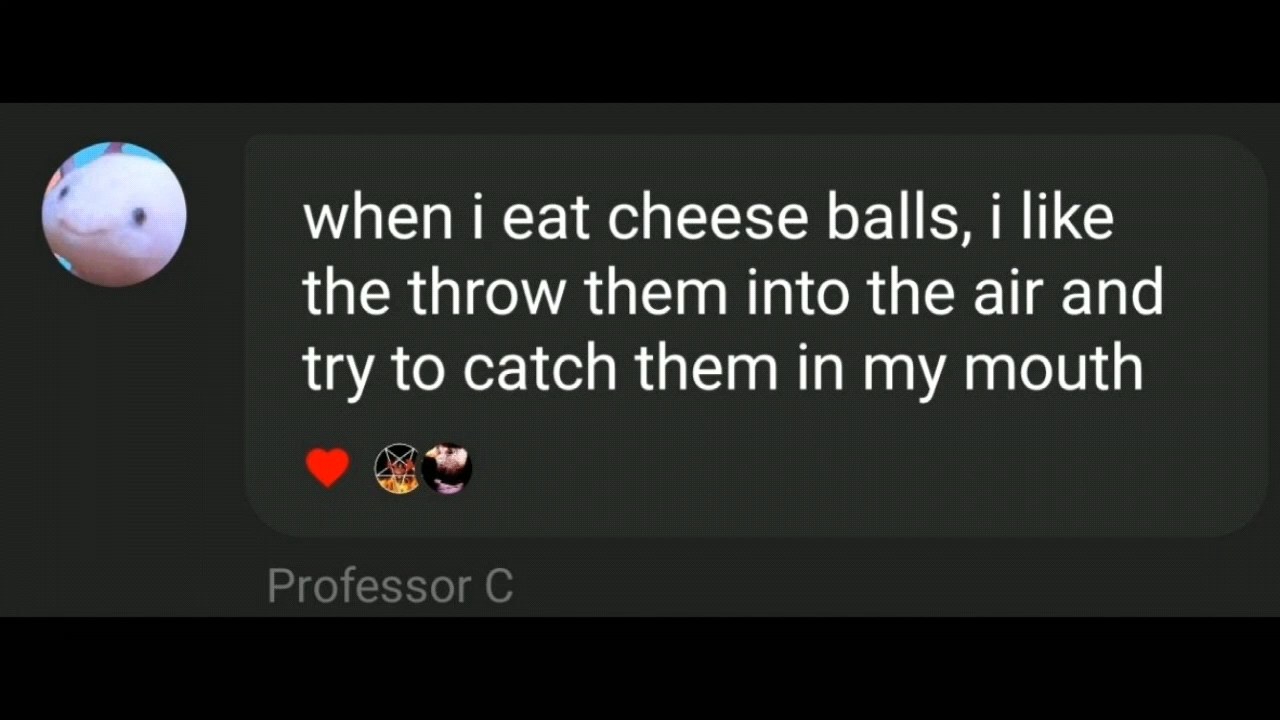 when i eat cheese balls, i like
the throw them into the air and
try to catch them in my mouth
Professor C